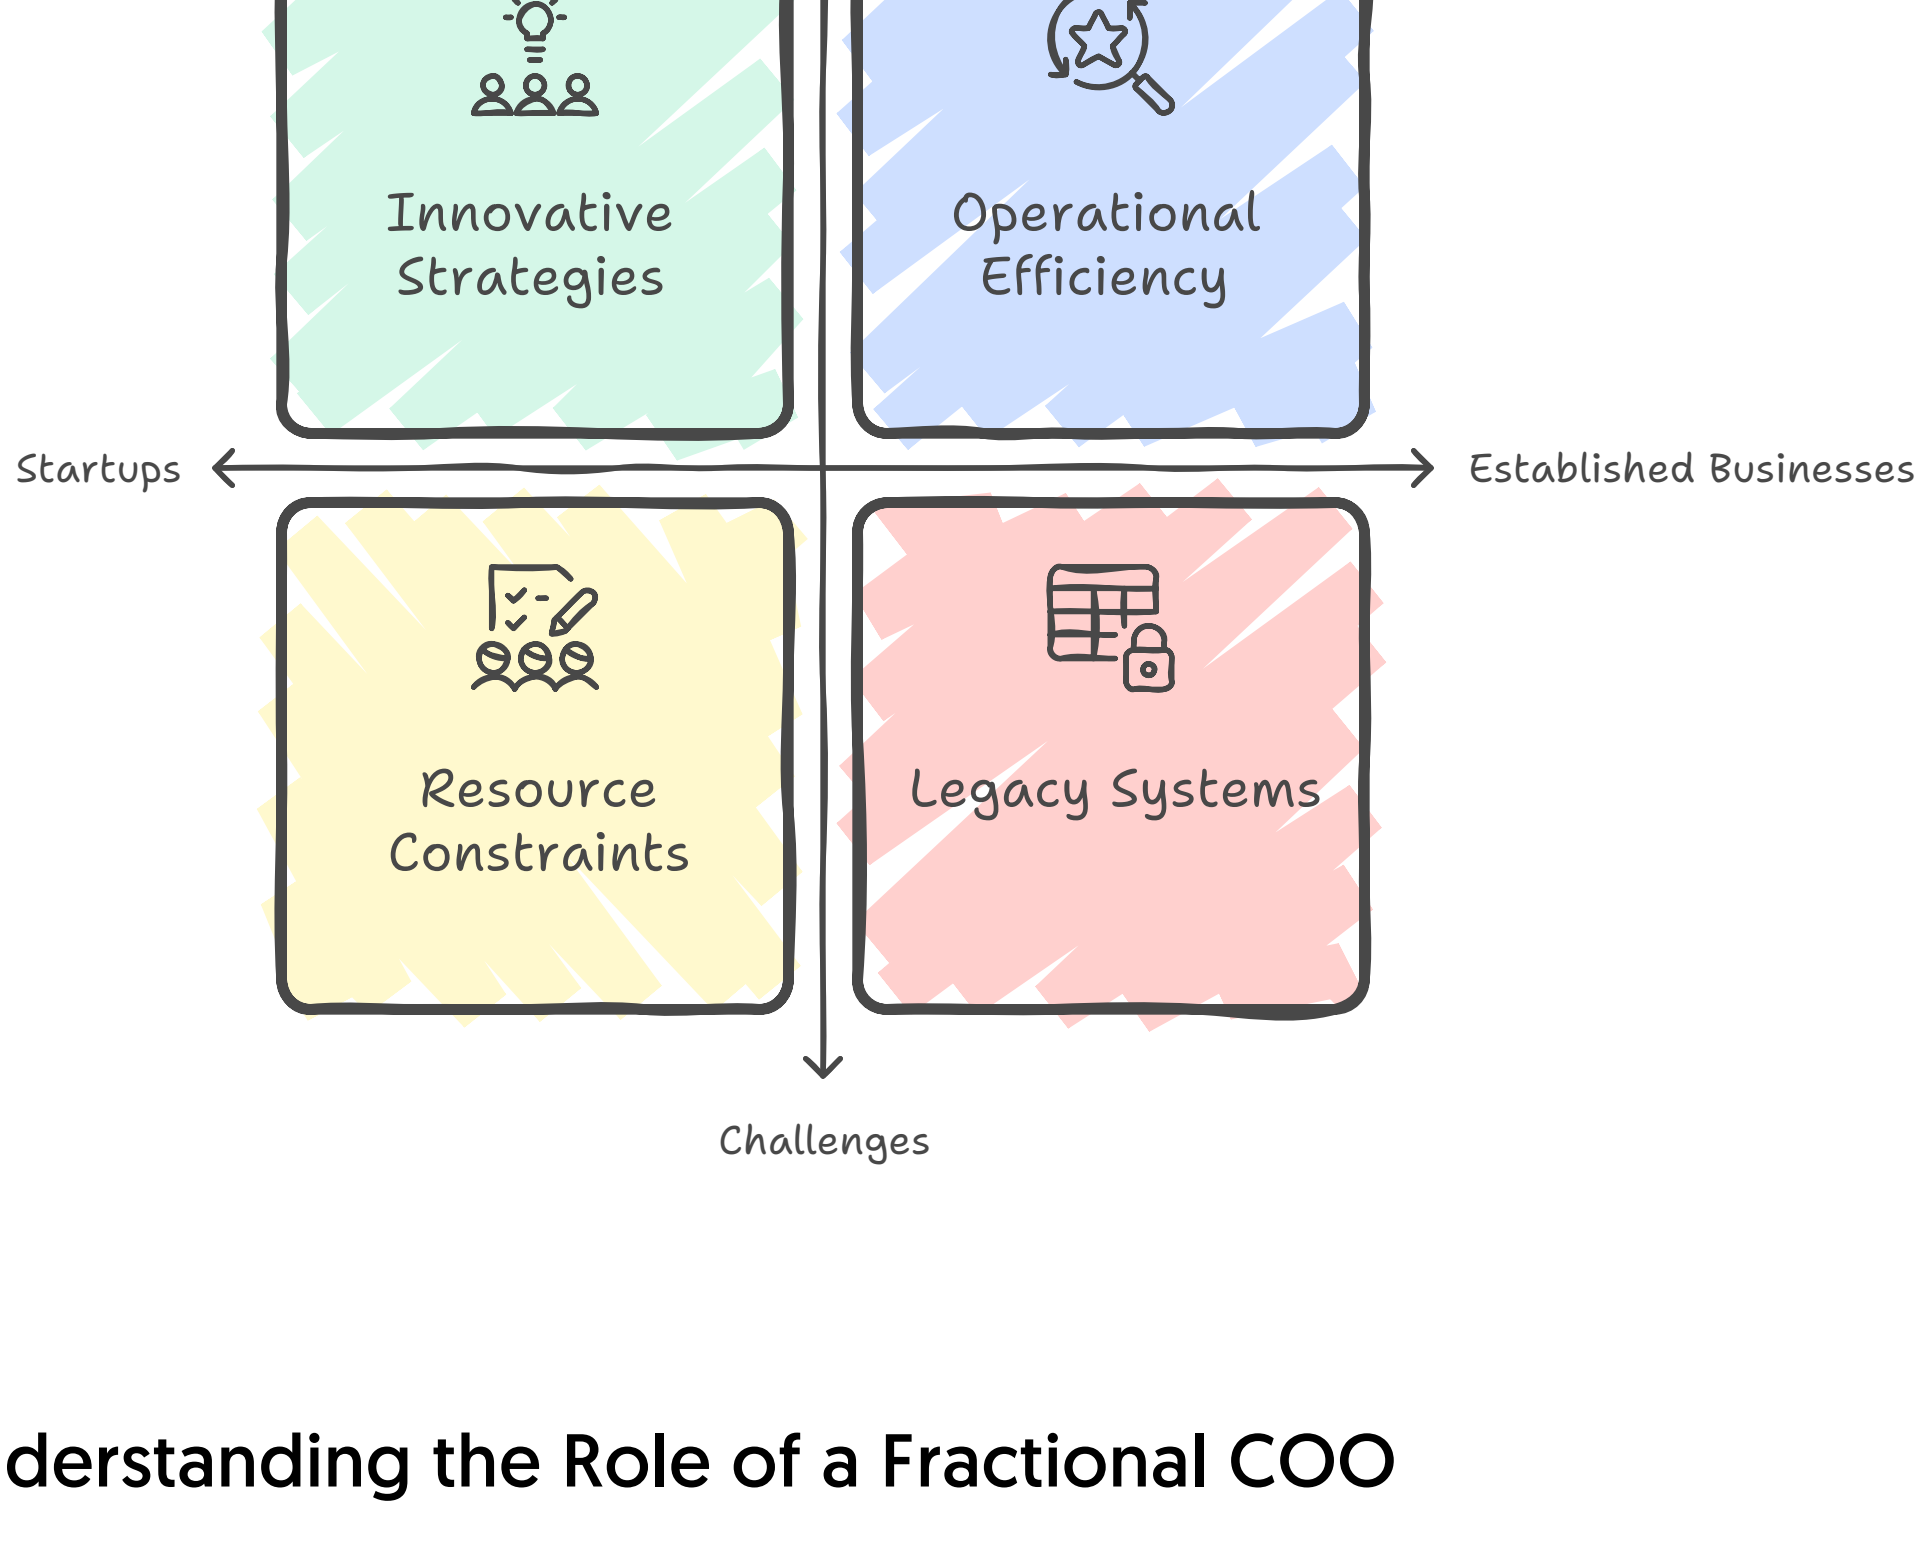 Innovative
Strategies
Operational
Efficiency
Startups
Established Businesses
Resource
Constraints
Legacy Systems
Challenges
derstanding the Role of a Fractional COO